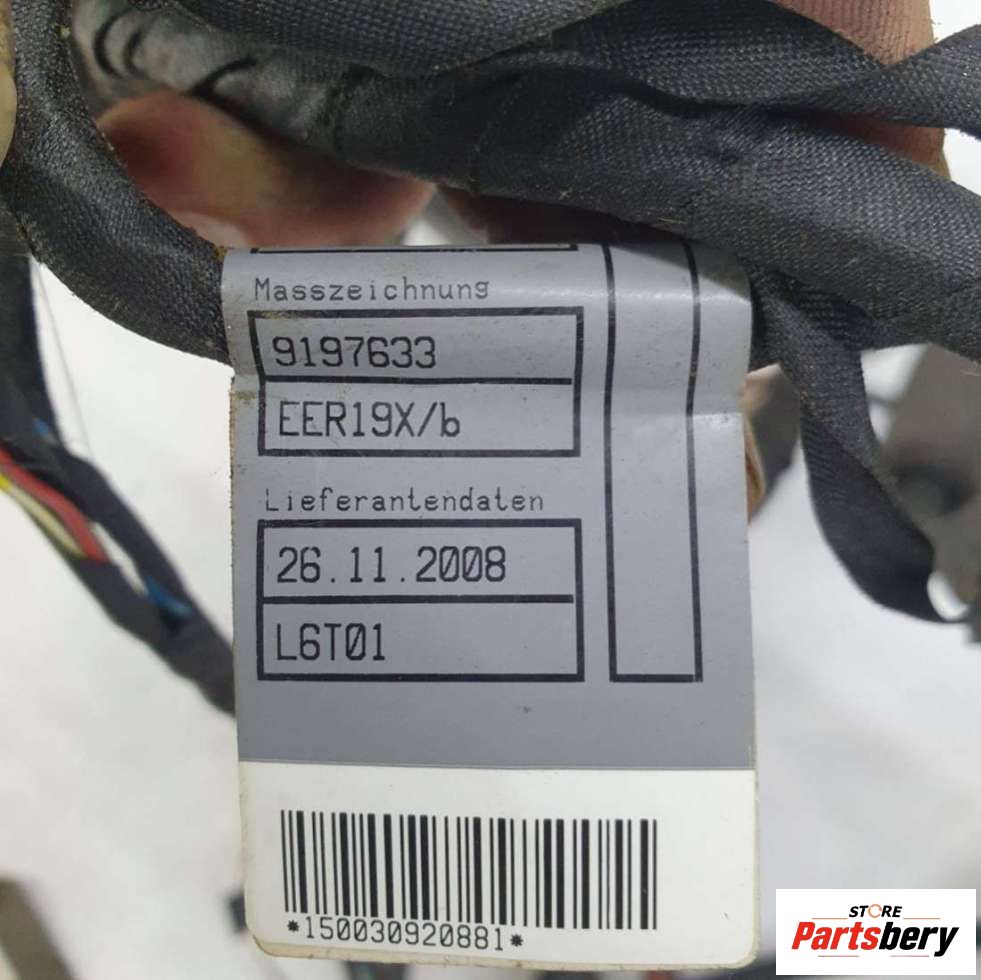 Masszeichnung
9197633
EER19X/b
Lieferantendaten
26.11.2008
L6T01
*150030920881*
STORE
Partsbery